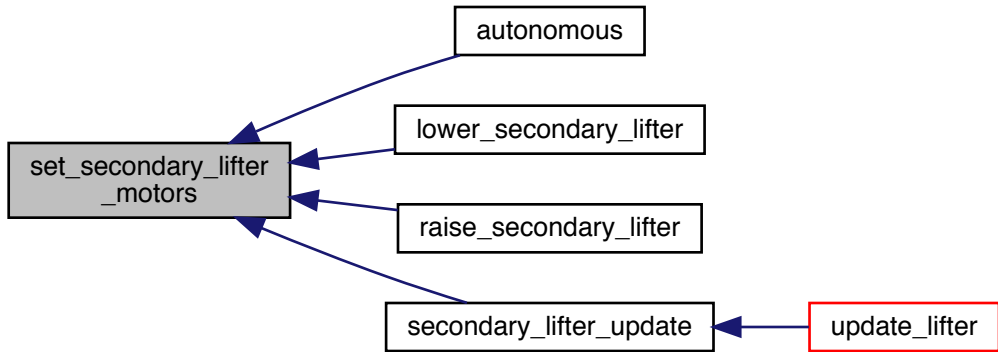 autonomous
lower_secondary_lifter
set_secondary_lifter
_motors
raise_secondary_lifter
secondary_lifter_update
update_lifter